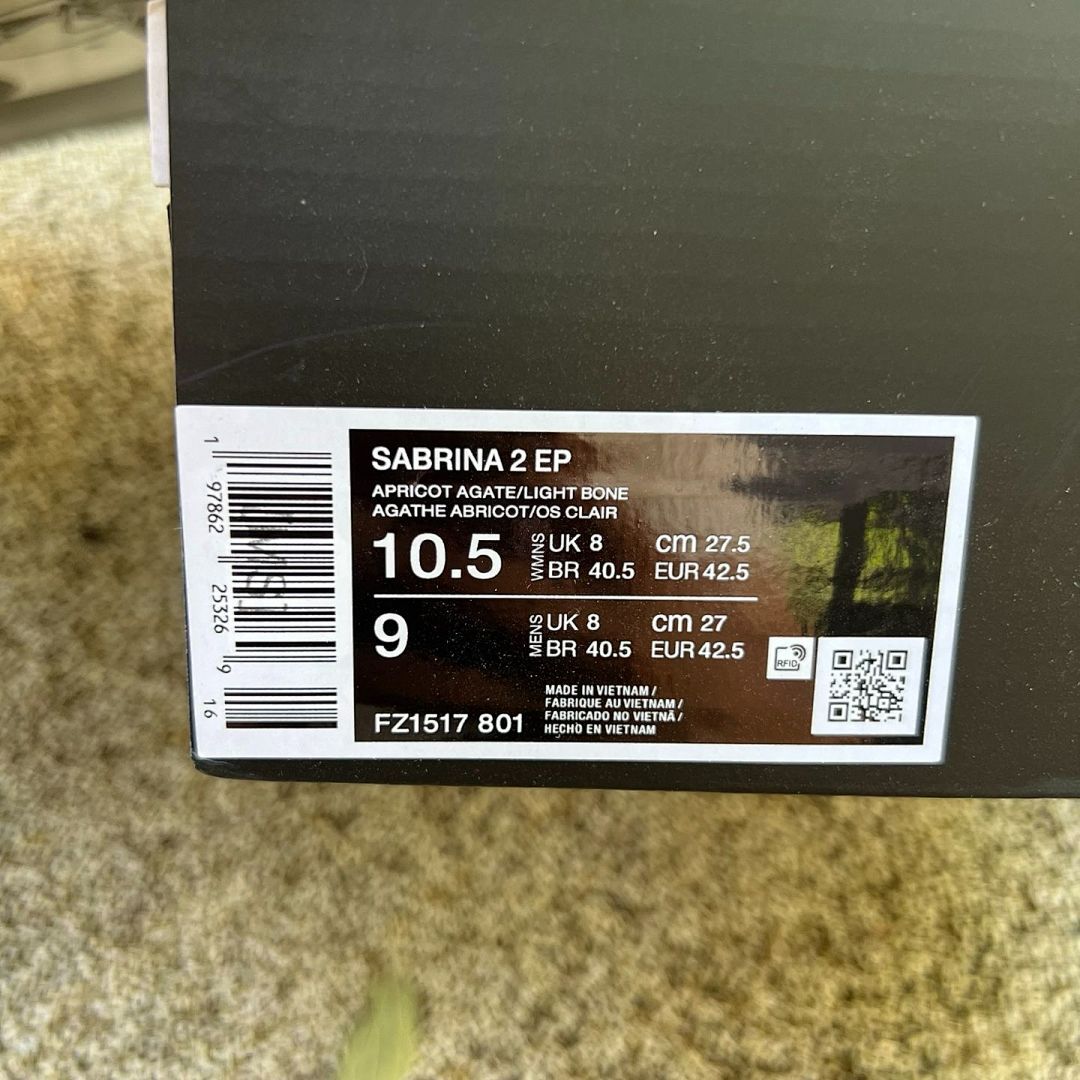 SABRINA 2 EP
APRICOT AGATE/LIGHT BONE
AGATHE ABRICOT/OS CLAIR
10.5 WMNS UK 8 cm 27.5
BR 40.5 EUR 42.5
9 MENS UK 8 cm 27
BR 40.5 EUR 42.5
RFID
FZ1517 801
MADE IN VIETNAM /
FABRIQUE AU VIETNAM /
FABRICADO NO VIETNÃ /
HECHO EN VIETNAM
1 97862 25326 9 16